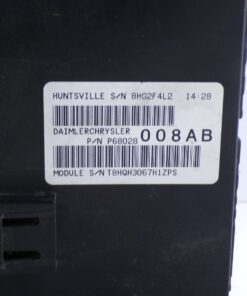 HUNTSVILLE S/N 8HG2F4L2 14:28
DAIMLERCHRYSLER 008AB
P/N P68028
MODULE S/N T8HQH3067H1ZPS